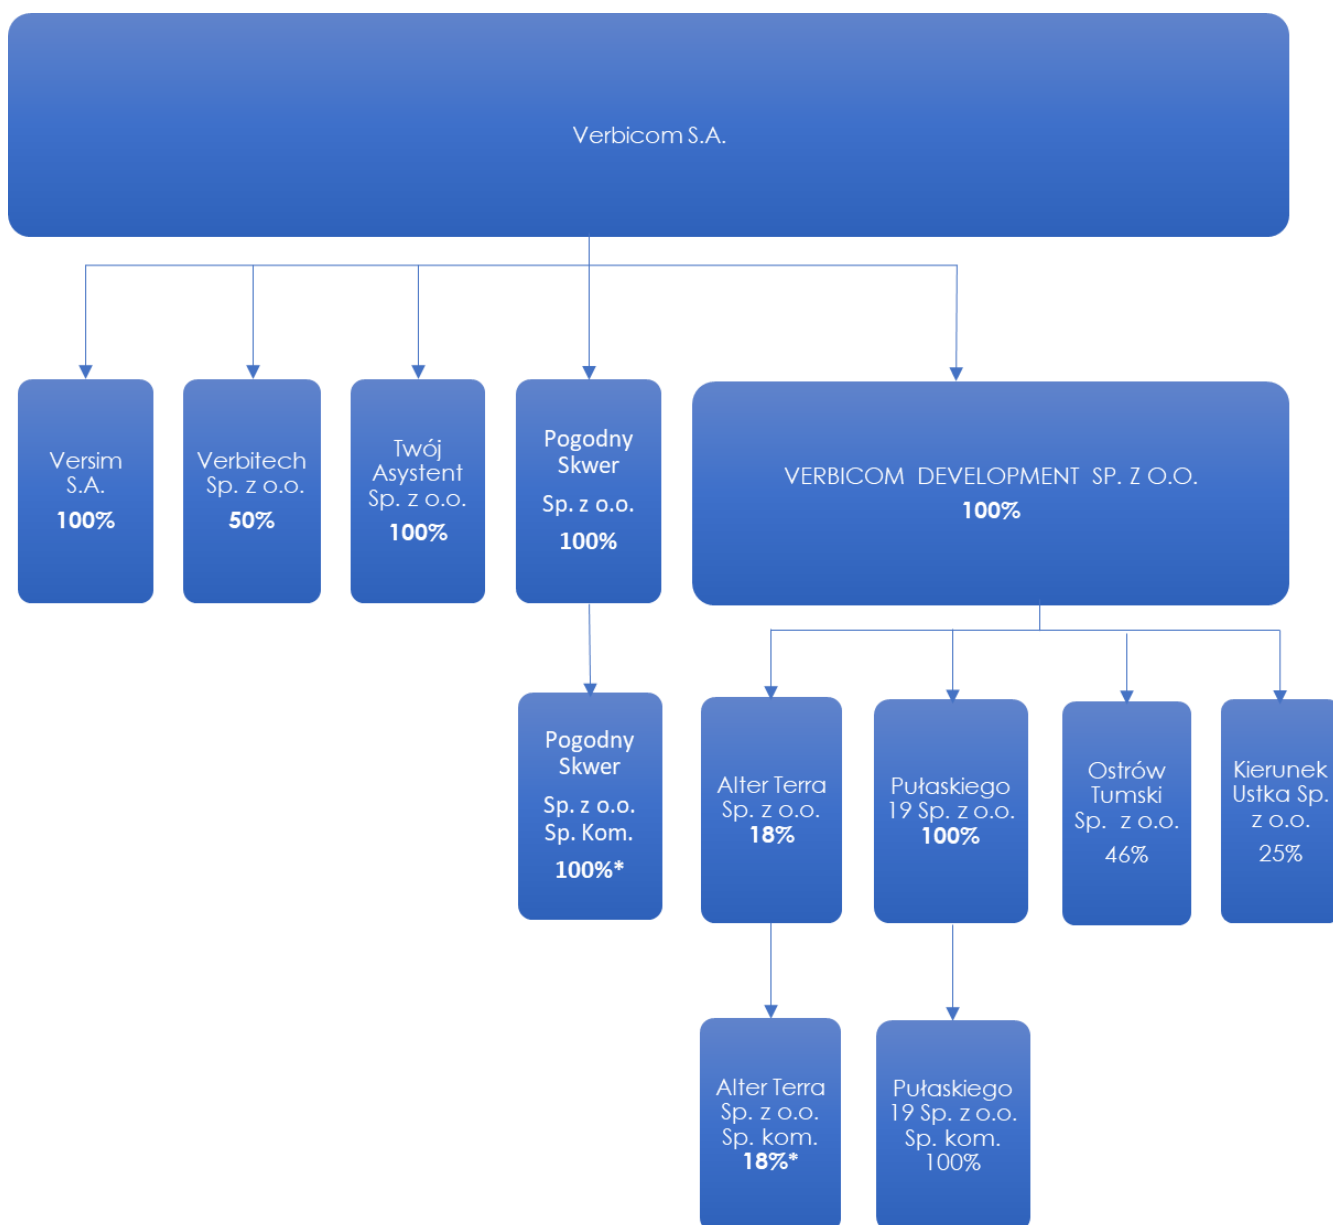 Verbicom S.A.
Versim
S.A.
100%
Verbitech
Sp. z o.o.
50%
Twój
Asystent
Sp. z o.o.
100%
Pogodny
Skwer
Sp. z o.o.
100%
VERBICOM DEVELOPMENT SP. Z O.O.
100%
Pogodny
Skwer
Sp. z o.o.
Sp. Kom.
100%*
Alter Terra
Sp. z o.o.
18%
Pułaskiego
19 Sp. z o.o.
100%
Ostrów
Tumski
Sp. z o.o.
46%
Kierunek
Ustka Sp.
z o.o.
25%
Alter Terra
Sp. z o.o.
Sp. kom.
18%*
Pułaskiego
19 Sp. z o.o.
Sp. kom.
100%